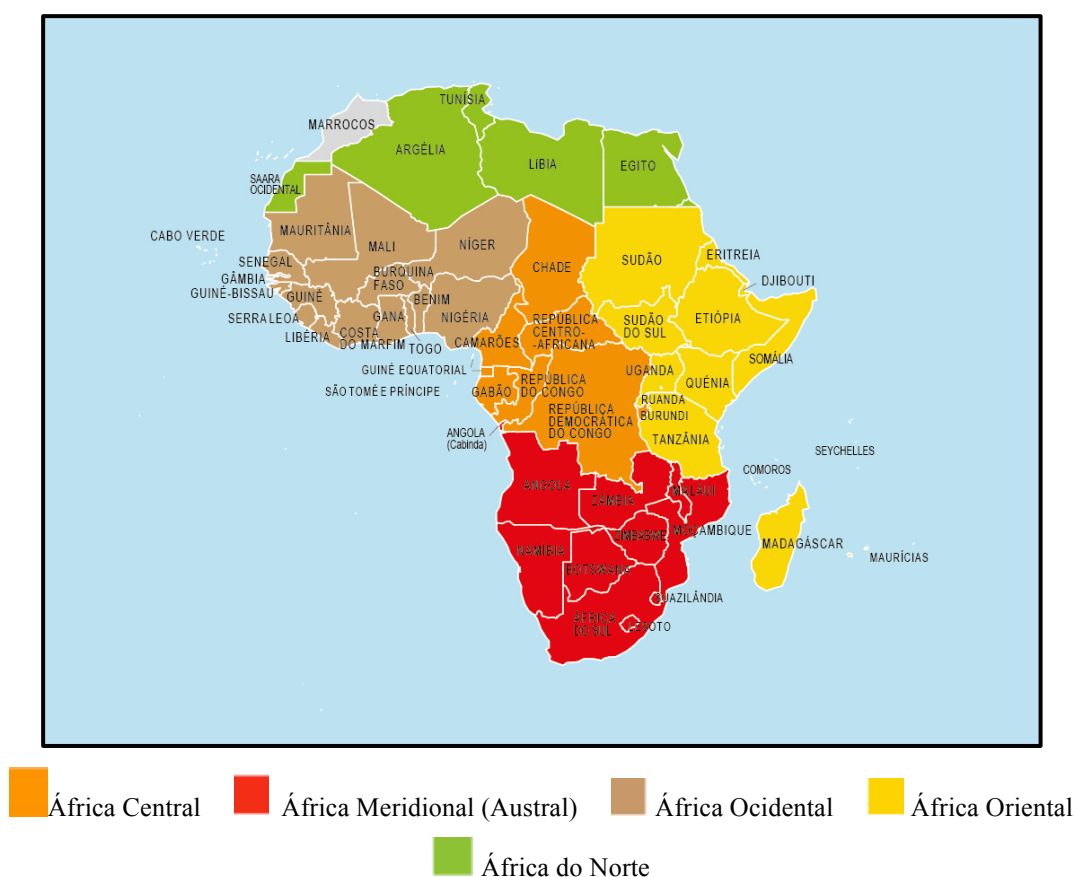 TUNÍSIA
MARROCOS
ARGÉLIA
LÍBIA
EGITO
SAARA
OCIDENTAL
MAURITÂNIA
CABO VERDE
MALI
NÍGER
CHADE
SUDÃO
ERITREIA
DJIBOUTI
SENEGAL
GÂMBIA
GUINÉ-BISSAU
GUINÉ
BURQUINA
FASO
BENIM
NIGÉRIA
SERRA LEOA
LIBÉRIA
GANA
COSTA
DO MARFIM
TOGO
CAMARÕES
REPÚBLICA
CENTRO-
-AFRICANA
SUDÃO
DO SUL
ETIÓPIA
SOMÁLIA
GUINÉ EQUATORIAL
SÃO TOMÉ E PRÍNCIPE
GABÃO
REPÚBLICA
DO CONGO
REPÚBLICA
DEMOCRÁTICA
DO CONGO
UGANDA
QUÉNIA
RUANDA
BURUNDI
TANZÂNIA
ANGOLA
(Cabinda)
SEYCHELLES
COMOROS
ANGOLA
ZÂMBIA
MALAUI
MOÇAMBIQUE
ZIMBABWE
NAMÍBIA
BOTSWANA
MADAGÁSCAR
MAURÍCIAS
SUAZILÂNDIA
ÁFRICA
DO SUL
LESOTO
África Central África Meridional (Austral) África Ocidental África Oriental
África do Norte